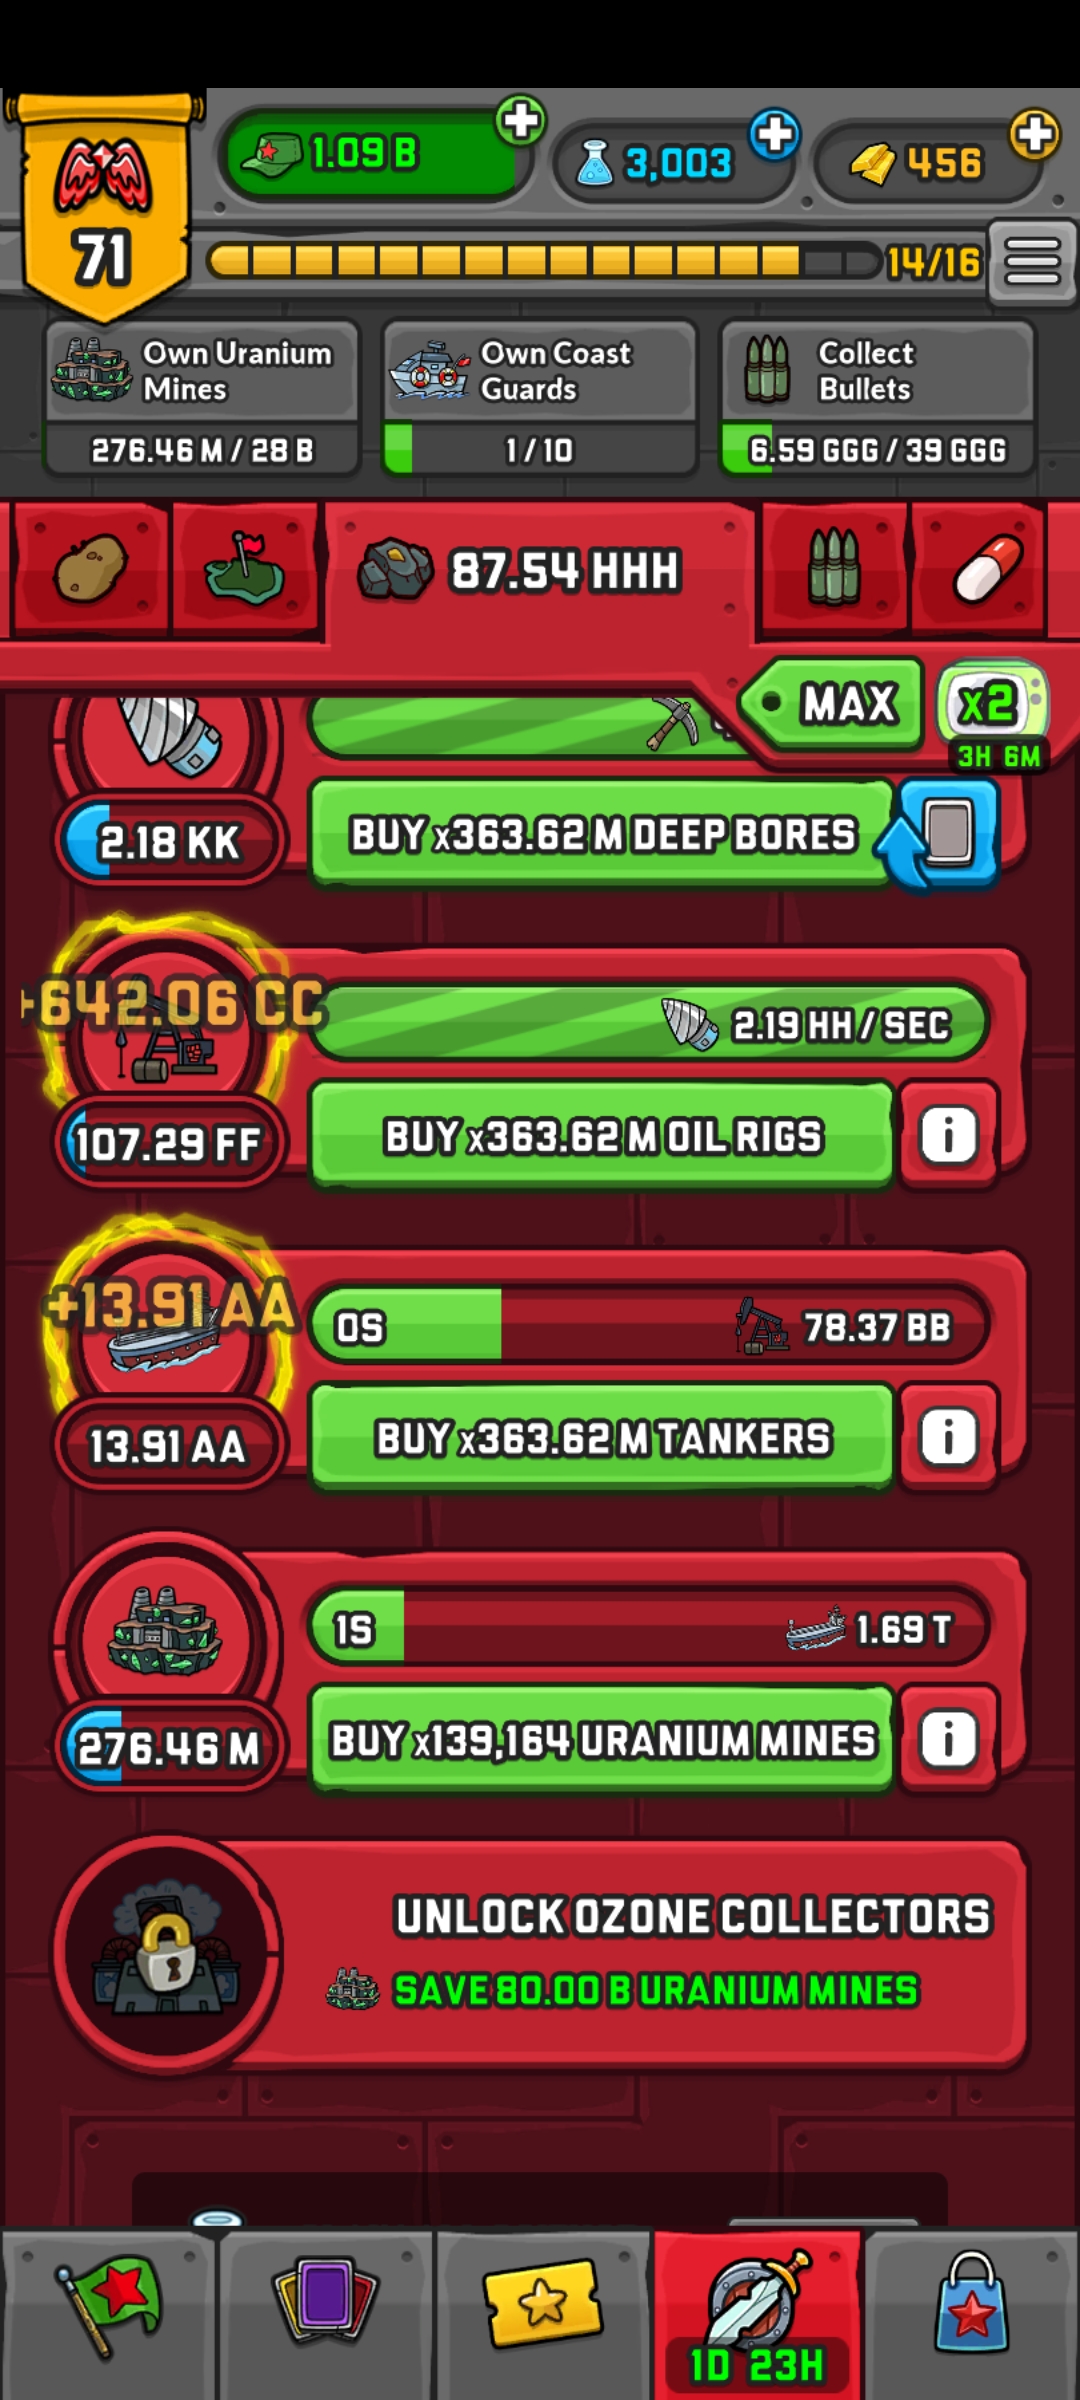 1.09 B
3,003
456
71
14/16
Own Uranium
Mines
276.46 M / 28 B
Own Coast
Guards
1 / 10
Collect
Bullets
6.59 GGG / 39 GGG
87.54 HHH
MAX
x2
3H 6M
2.18 KK
BUY x363.62 M DEEP BORES
+642.06 CC
2.19 HH / SEC
107.29 FF
BUY x363.62 M OIL RIGS
i
+13.91 AA
0S
78.37 BB
13.91 AA
BUY x363.62 M TANKERS
i
1S
1.69 T
276.46 M
BUY x139,164 URANIUM MINES
i
UNLOCK OZONE COLLECTORS
SAVE 80.00 B URANIUM MINES
1D 23H